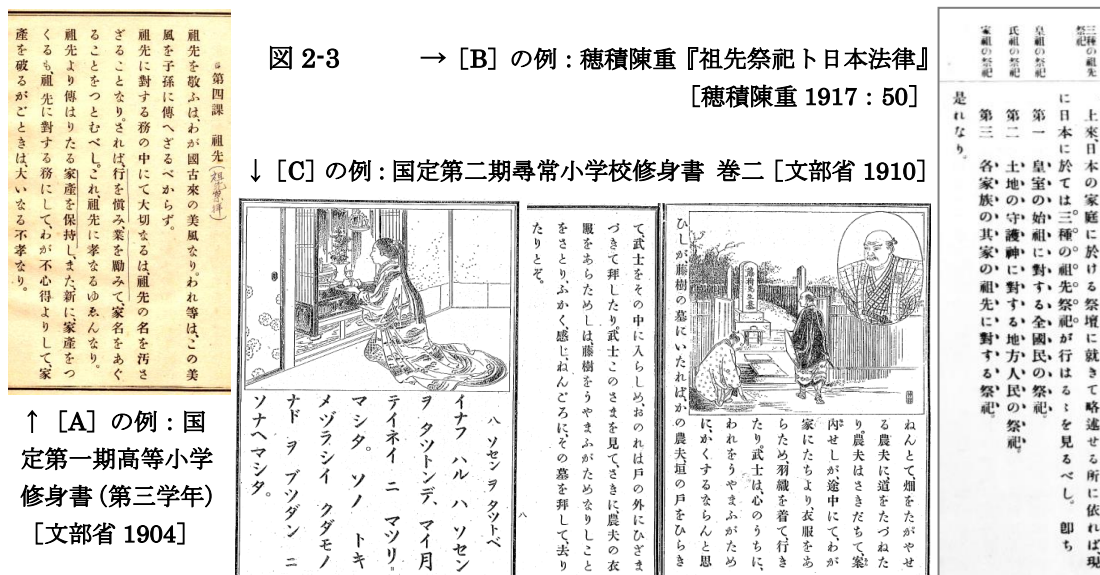 図 2-3
→［B］の例：穂積陳重『祖先祭祀ト日本法律』
［穂積陳重 1917：50］
↓［C］の例：国定第二期尋常小学校修身書 巻二［文部省 1910］
第四課 祖先
祖先を敬ふは、わが國古來の美風なり。われ等は、この美
風を子孫に傳へざるべからず。
祖先に對する務の中にて大切なるは祖先の名を汚さ
ざることなり。されば、行を愼み業を勵みて家名をあぐ
ることをつとむべし。これ祖先に孝なるゆゑんなり。
祖先より傳はりたる家產を保持し、また新に家產をつ
くるも、祖先に對する務にして、わが不心得よりして、家
產を破るがごときは、大いなる不孝なり。
↑［A］の例：国
定第一期高等小学
修身書（第三学年）
［文部省 1904］
三種の祖先
祭祀
皇祖の祭祀
氏祖の祭祀
家祖の祭祀
上來、日本の家庭に於ける祭壇に就きて略述せる所に依れば、現
に日本に於ては三種の祖先祭祀が行はるゝを見るべし。卽ち
第一 皇室の始祖に對する全國民の祭祀。
第二 土地の守護神に對する地方人民の祭祀。
第三 各家族の其家の祖先に對する祭祀。
是れなり。
藤樹先生墓
ねんとて、畑をたがやせ
る農夫に道をたづねた
り。農夫はさきだちて、案
內せしが、途中にて、わが
家にたちより、衣服をあ
らため、羽織を着て、行き
たり。武士は心のうちに、
われをうやまふがため
に、かくするならんと思
ひしが、藤樹の墓にいたれば、か の農夫、垣の戶をひらき
て、武士をその中に入らしめ、おのれは戶の外にひざま
づきて拜したり。武士このさまを見て、さきに、農夫の衣
服をあらためしは、藤樹をうやまふがためなりしこと
をさとり、ふかく、感じ、ねんごろに、その墓を拜して、去り
たりとぞ。
八
八 ソセン ヲ タットベ
イナフ ハル ハ ソセン
ヲ タットンデ、マイ月
テイネイ ニ マツリ
マシタ。ソノ トキ
メヅラシイ クダモノ
ナド ヲ ブツダン ニ
ソナヘマシタ。